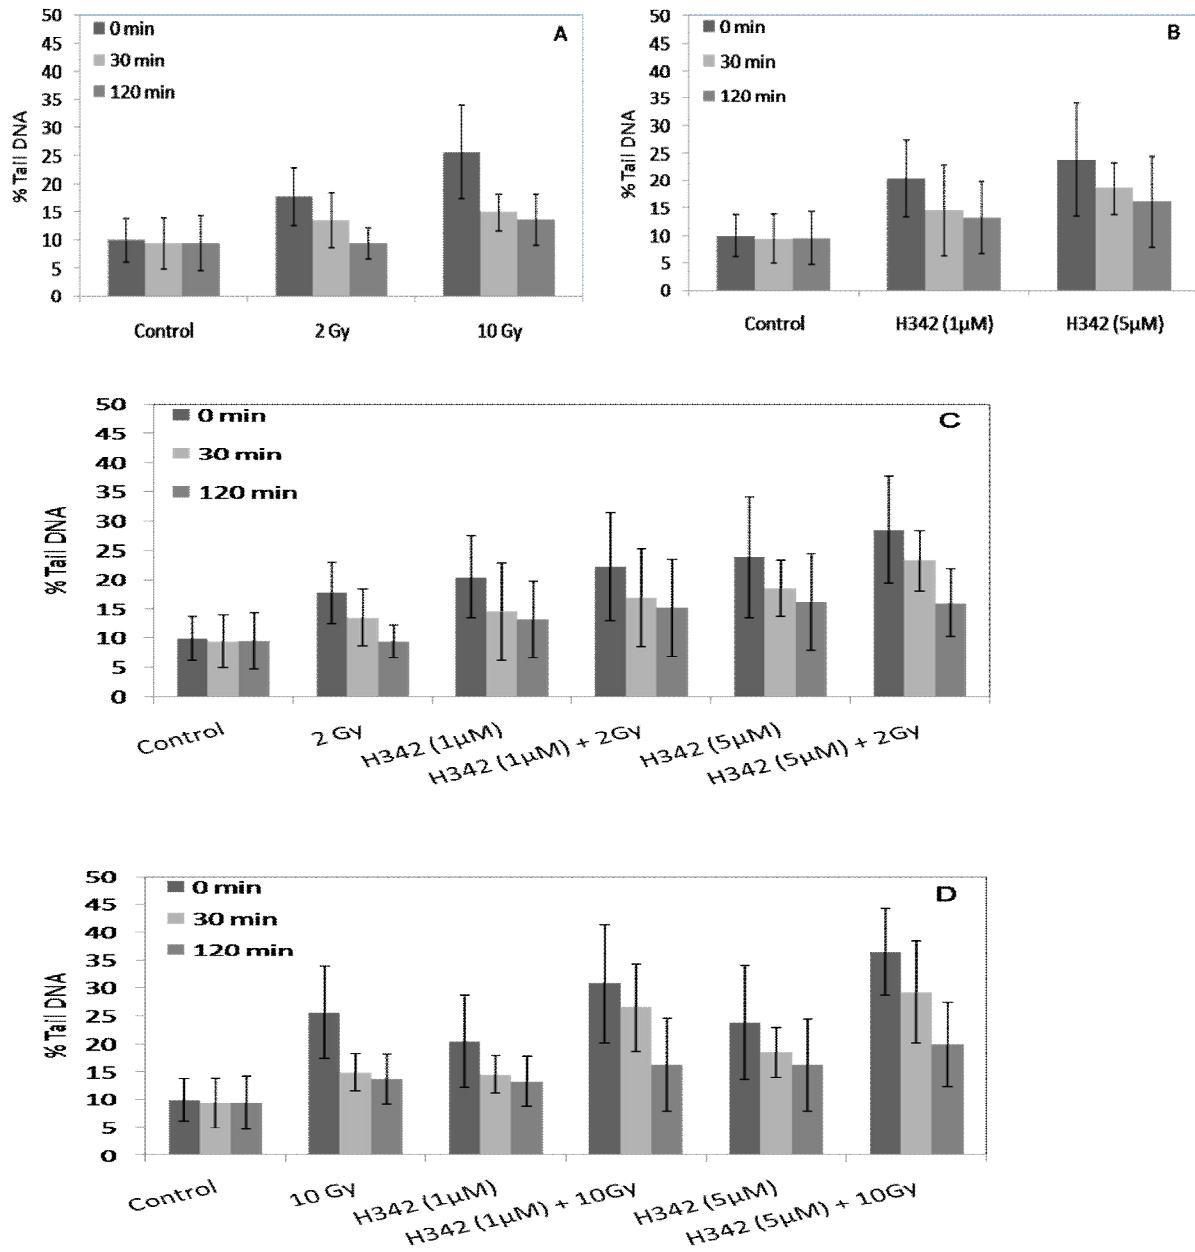 A
0 min
30 min
120 min
% Tail DNA
50
45
40
35
30
25
20
15
10
5
0
Control
2 Gy
10 Gy
B
0 min
30 min
120 min
% Tail DNA
50
45
40
35
30
25
20
15
10
5
0
Control
H342 (1µM)
H342 (5µM)
C
0 min
30 min
120 min
% Tail DNA
50
45
40
35
30
25
20
15
10
5
0
Control
2 Gy
H342 (1µM)
H342 (1µM) + 2Gy
H342 (5µM)
H342 (5µM) + 2Gy
D
0 min
30 min
120 min
% Tail DNA
50
45
40
35
30
25
20
15
10
5
0
Control
10 Gy
H342 (1µM)
H342 (1µM) + 10Gy
H342 (5µM)
H342 (5µM) + 10Gy